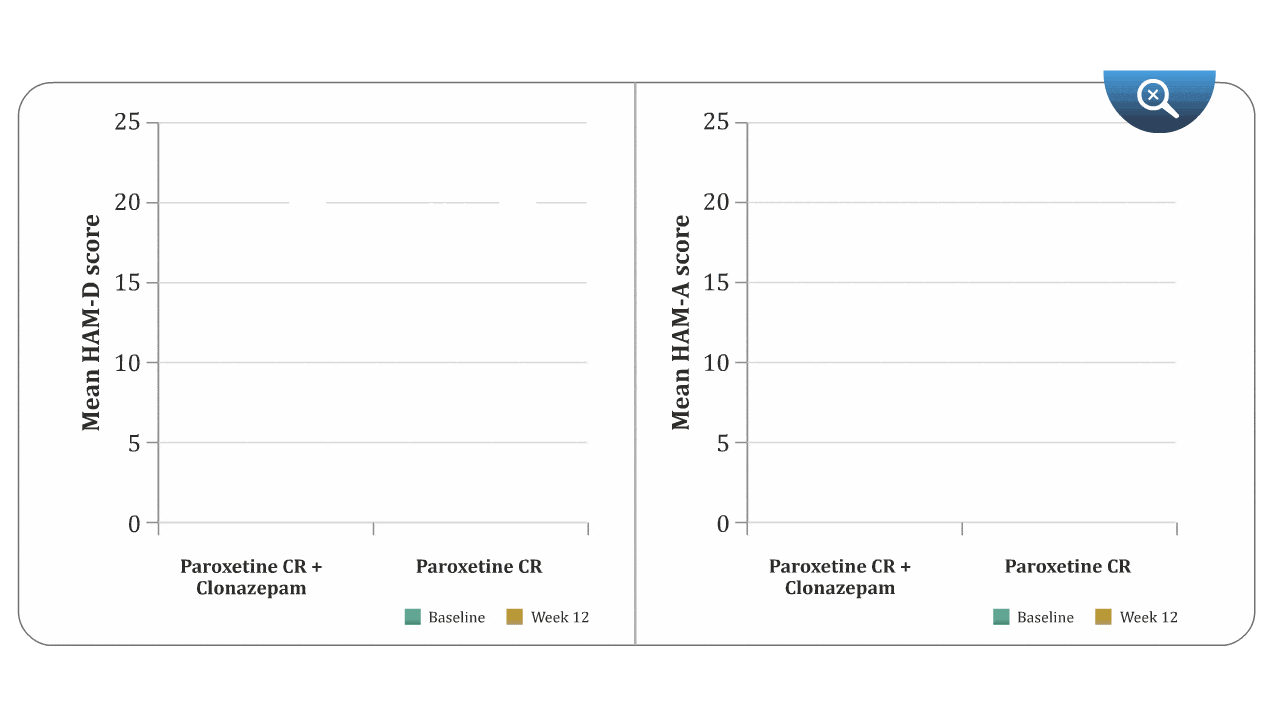 Mean HAM-D score
25
20
15
10
5
0
Paroxetine CR +
Clonazepam
Paroxetine CR
Baseline
Week 12
Mean HAM-A score
25
20
15
10
5
0
Paroxetine CR +
Clonazepam
Paroxetine CR
Baseline
Week 12